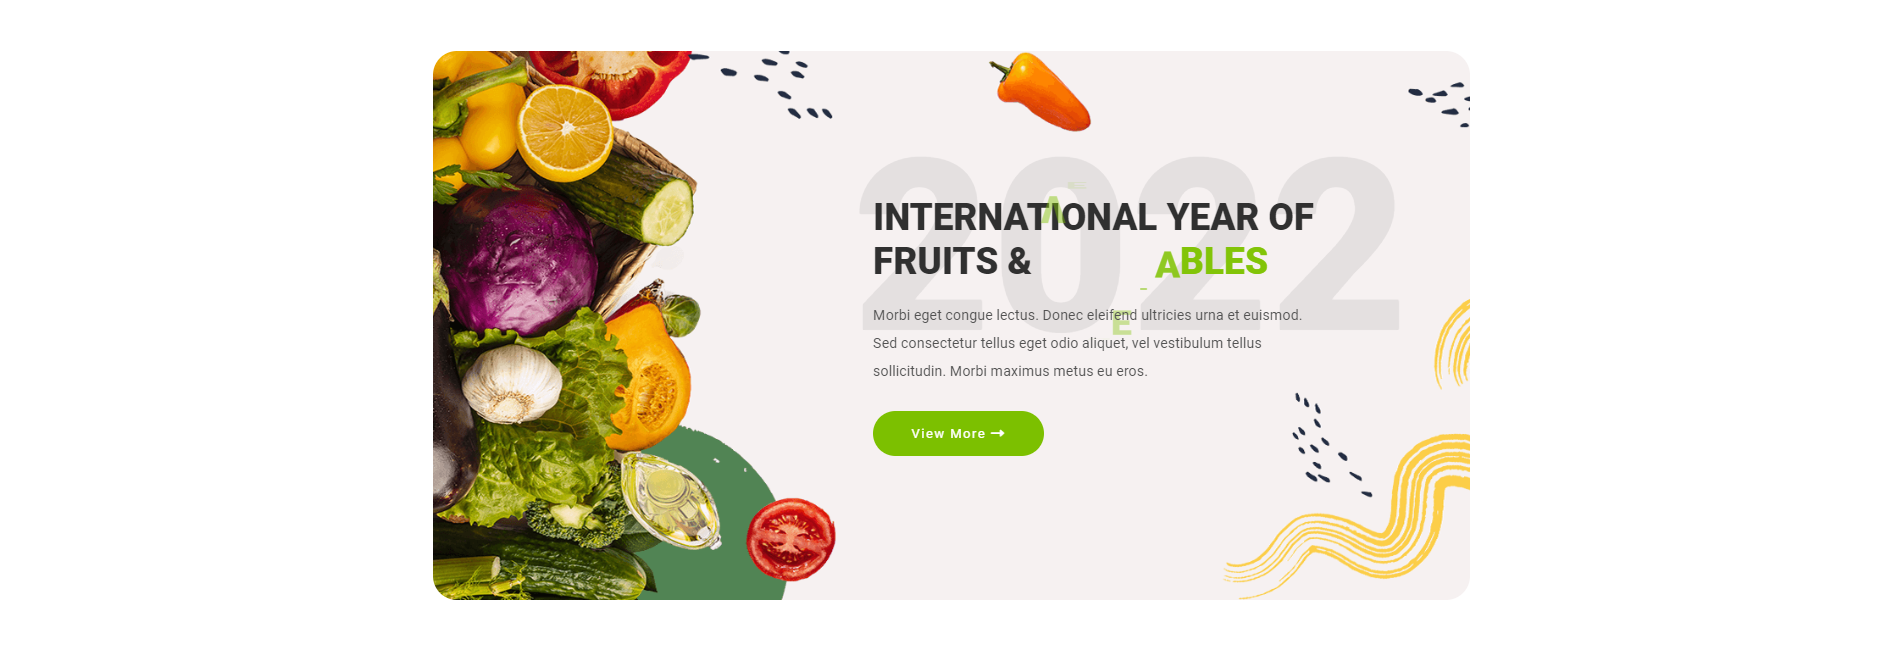 2022
INTERNATIONAL YEAR OF
FRUITS & ABLES
Morbi eget congue lectus. Donec eleifend ultricies urna et euismod.
Sed consectetur tellus eget odio aliquet, vel vestibulum tellus
sollicitudin. Morbi maximus metus eu eros.
View More →